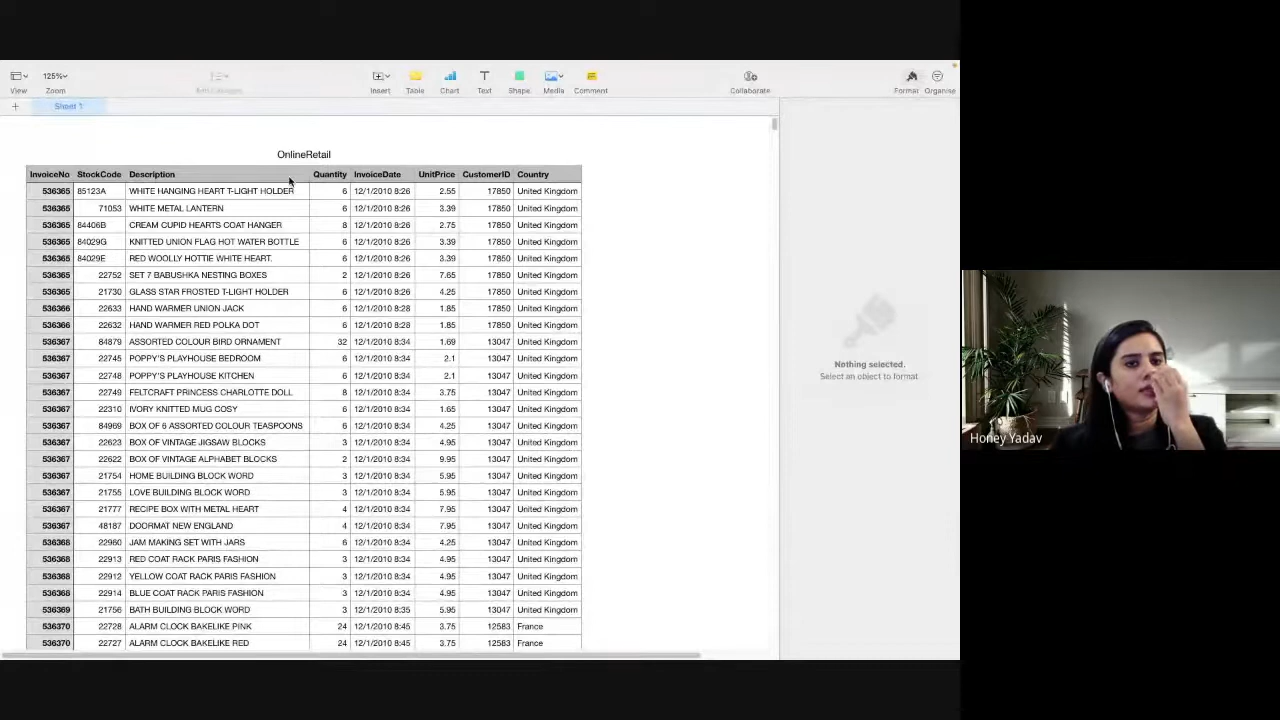 125%
View
Zoom
Insert
Table
Chart
Text
Shape
Media
Comment
Collaborate
Format
Organise
+
Sheet 1
OnlineRetail
InvoiceNo StockCode Description Quantity InvoiceDate UnitPrice CustomerID Country
536365 85123A WHITE HANGING HEART T-LIGHT HOLDER 6 12/1/2010 8:26 2.55 17850 United Kingdom
536365 71053 WHITE METAL LANTERN 6 12/1/2010 8:26 3.39 17850 United Kingdom
536365 84406B CREAM CUPID HEARTS COAT HANGER 8 12/1/2010 8:26 2.75 17850 United Kingdom
536365 84029G KNITTED UNION FLAG HOT WATER BOTTLE 6 12/1/2010 8:26 3.39 17850 United Kingdom
536365 84029E RED WOOLLY HOTTIE WHITE HEART. 6 12/1/2010 8:26 3.39 17850 United Kingdom
536365 22752 SET 7 BABUSHKA NESTING BOXES 2 12/1/2010 8:26 7.65 17850 United Kingdom
536365 21730 GLASS STAR FROSTED T-LIGHT HOLDER 6 12/1/2010 8:26 4.25 17850 United Kingdom
536366 22633 HAND WARMER UNION JACK 6 12/1/2010 8:28 1.85 17850 United Kingdom
536366 22632 HAND WARMER RED POLKA DOT 6 12/1/2010 8:28 1.85 17850 United Kingdom
536367 84879 ASSORTED COLOUR BIRD ORNAMENT 32 12/1/2010 8:34 1.69 13047 United Kingdom
536367 22745 POPPY'S PLAYHOUSE BEDROOM 6 12/1/2010 8:34 2.1 13047 United Kingdom
536367 22748 POPPY'S PLAYHOUSE KITCHEN 6 12/1/2010 8:34 2.1 13047 United Kingdom
536367 22749 FELTCRAFT PRINCESS CHARLOTTE DOLL 8 12/1/2010 8:34 3.75 13047 United Kingdom
536367 22310 IVORY KNITTED MUG COSY 6 12/1/2010 8:34 1.65 13047 United Kingdom
536367 84969 BOX OF 6 ASSORTED COLOUR TEASPOONS 6 12/1/2010 8:34 4.25 13047 United Kingdom
536367 22623 BOX OF VINTAGE JIGSAW BLOCKS 3 12/1/2010 8:34 4.95 13047 United Kingdom
536367 22622 BOX OF VINTAGE ALPHABET BLOCKS 2 12/1/2010 8:34 9.95 13047 United Kingdom
536367 21754 HOME BUILDING BLOCK WORD 3 12/1/2010 8:34 5.95 13047 United Kingdom
536367 21755 LOVE BUILDING BLOCK WORD 3 12/1/2010 8:34 5.95 13047 United Kingdom
536367 21777 RECIPE BOX WITH METAL HEART 4 12/1/2010 8:34 7.95 13047 United Kingdom
536367 48187 DOORMAT NEW ENGLAND 4 12/1/2010 8:34 7.95 13047 United Kingdom
536368 22960 JAM MAKING SET WITH JARS 6 12/1/2010 8:34 4.25 13047 United Kingdom
536368 22913 RED COAT RACK PARIS FASHION 3 12/1/2010 8:34 4.95 13047 United Kingdom
536368 22912 YELLOW COAT RACK PARIS FASHION 3 12/1/2010 8:34 4.95 13047 United Kingdom
536368 22914 BLUE COAT RACK PARIS FASHION 3 12/1/2010 8:34 4.95 13047 United Kingdom
536369 21756 BATH BUILDING BLOCK WORD 3 12/1/2010 8:35 5.95 13047 United Kingdom
536370 22728 ALARM CLOCK BAKELIKE PINK 24 12/1/2010 8:45 3.75 12583 France
536370 22727 ALARM CLOCK BAKELIKE RED 24 12/1/2010 8:45 3.75 12583 France
Nothing selected.
Select an object to format.
Honey Yadav